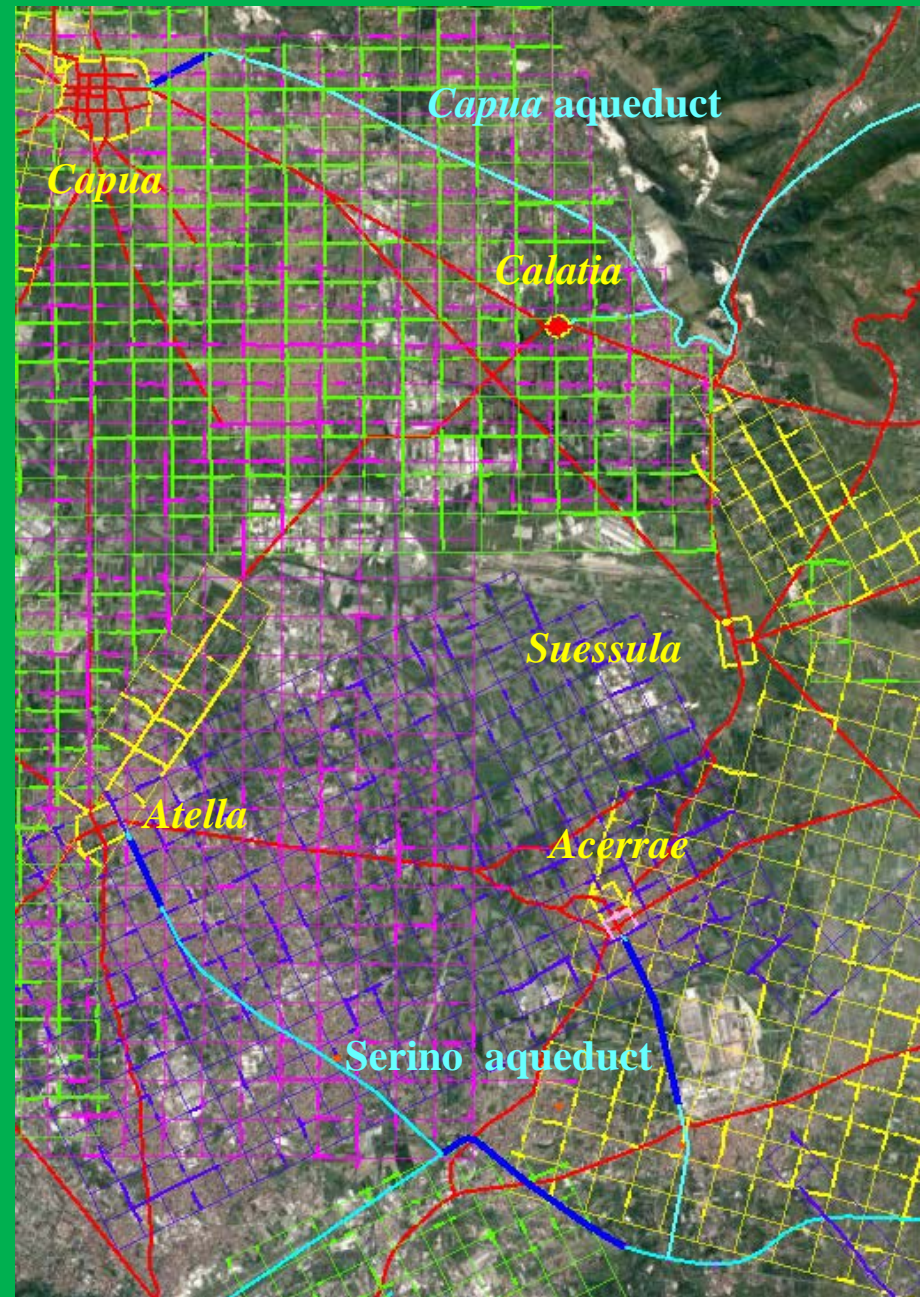 Capua aqueduct
Capua
Calatia
Suessula
Atella
Acerrae
Serino aqueduct